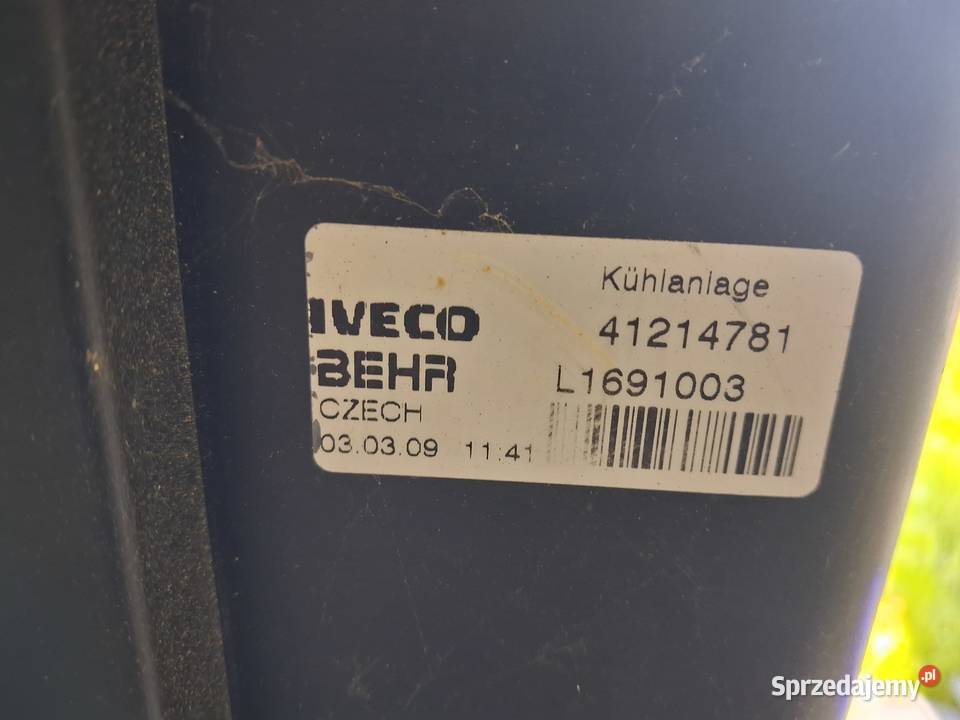 Kühlanlage
IVECO 41214781
BEHR L1691003
CZECH
03.03.09 11:41
Sprzedajemy.pl